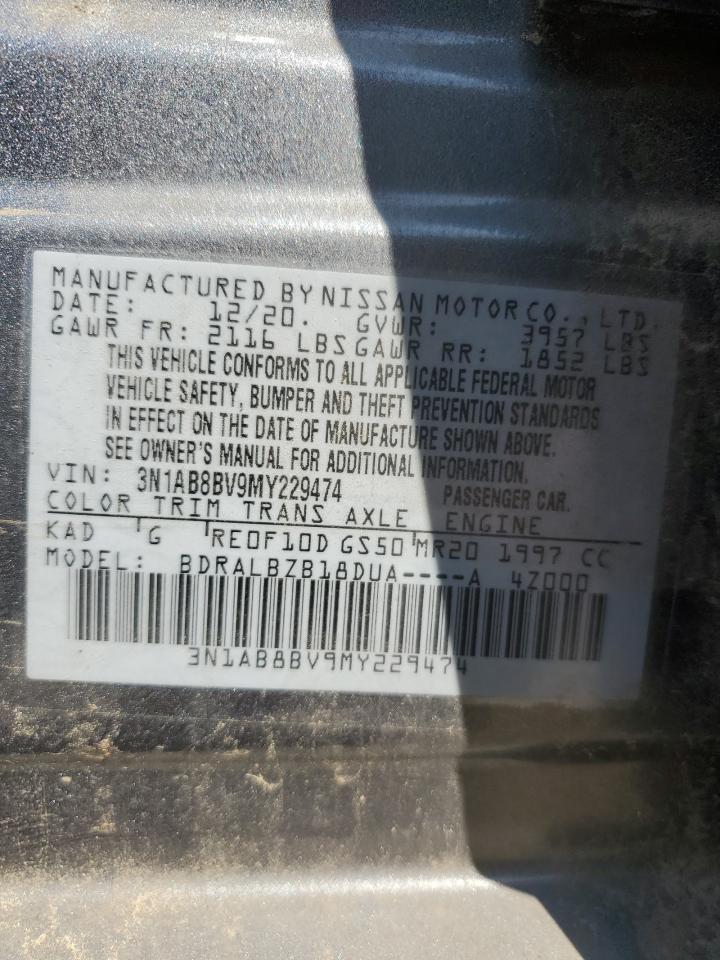 MANUFACTURED BY NISSAN MOTOR CO., LTD.
DATE: 12/20. GVWR: 3957 LBS
GAWR FR: 2116 LBS GAWR RR: 1852 LBS
THIS VEHICLE CONFORMS TO ALL APPLICABLE FEDERAL MOTOR
VEHICLE SAFETY, BUMPER AND THEFT PREVENTION STANDARDS
IN EFFECT ON THE DATE OF MANUFACTURE SHOWN ABOVE.
SEE OWNER'S MANUAL FOR ADDITIONAL INFORMATION.
VIN: 3N1AB8BV9MY229474 PASSENGER CAR.
COLOR TRIM TRANS AXLE ENGINE
KAD G RE0F10D GS50 MR20 1997 CC
MODEL: BDRALBZB18DUA----A 4Z000
3N1AB8BV9MY229474